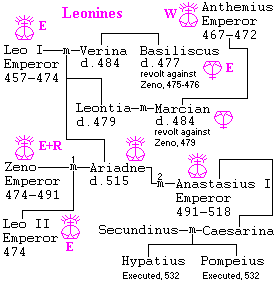 Leonines
E
W
Anthemius
Emperor
467-472
Leo I m Verina Basiliscus
Emperor d.484 d.477
457-474 revolt against
Zeno, 475-476
E
Leontia m Marcian
d.479 d.484
revolt against
Zeno, 479
E+R
1
Zeno m Ariadne
Emperor d.515
474-491
2
m Anastasius I
Emperor
491-518
Leo II
Emperor
474
E
Secundinus m Caesarina
Hypatius Pompeius
Executed, 532 Executed, 532